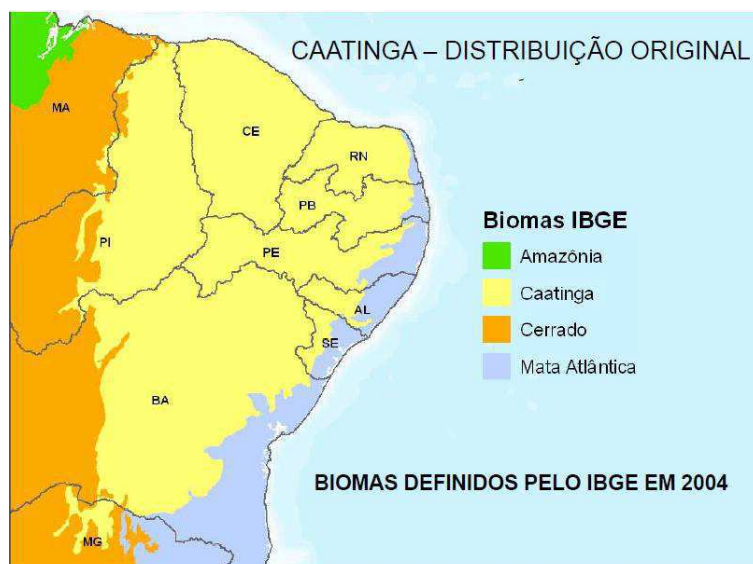 CAATINGA – DISTRIBUIÇÃO ORIGINAL
MA
CE
RN
PB
PI
PE
AL
SE
BA
MG
Biomas IBGE
Amazônia
Caatinga
Cerrado
Mata Atlântica
BIOMAS DEFINIDOS PELO IBGE EM 2004